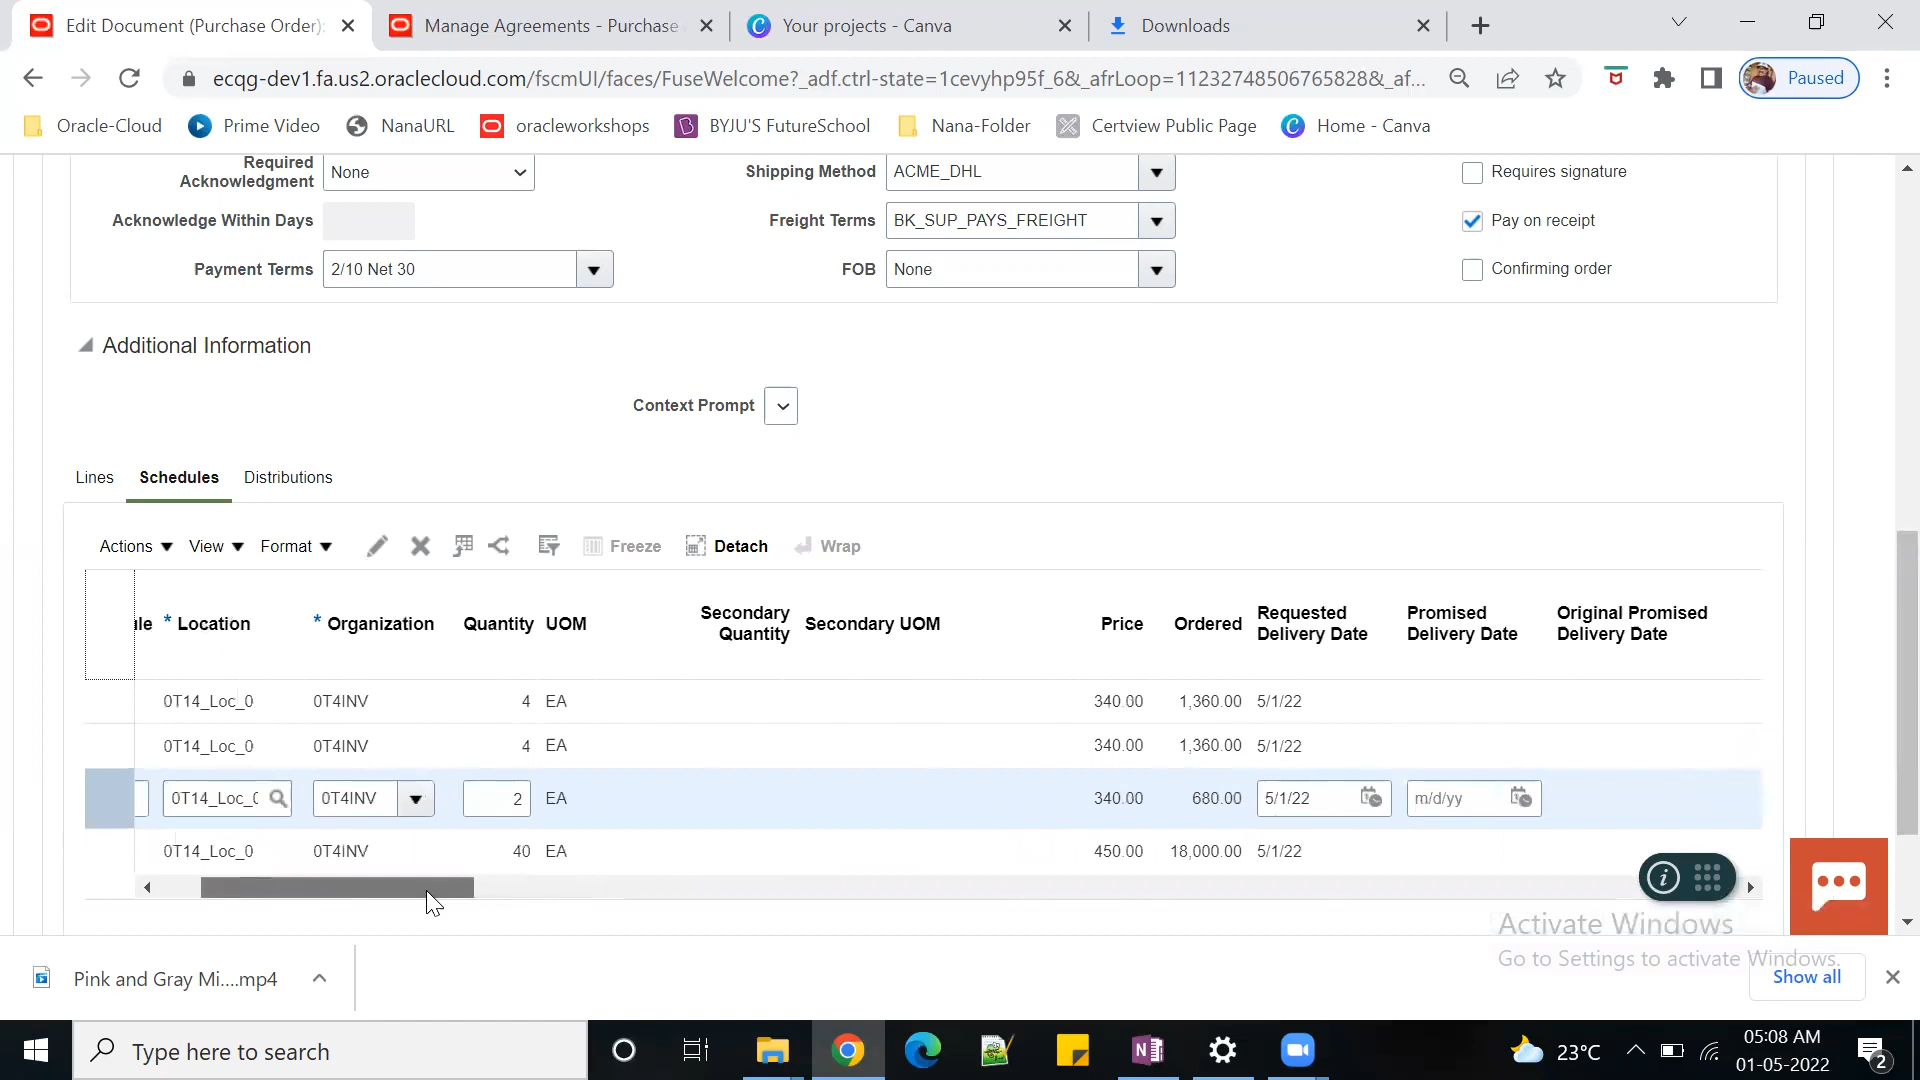 Edit Document (Purchase Order):
Manage Agreements - Purchase
Your projects - Canva
Downloads
ecqg-dev1.fa.us2.oraclecloud.com/fscmUI/faces/FuseWelcome?_adf.ctrl-state=1cevyhp95f_6&_afrLoop=11232748506765828&_af...
Paused
Oracle-Cloud
Prime Video
NanaURL
oracleworkshops
BYJU'S FutureSchool
Nana-Folder
Certview Public Page
Home - Canva
Required Acknowledgment
None
Shipping Method
ACME_DHL
Requires signature
Acknowledge Within Days
Freight Terms
BK_SUP_PAYS_FREIGHT
Pay on receipt
Payment Terms
2/10 Net 30
FOB
None
Confirming order
Additional Information
Context Prompt
Lines Schedules Distributions
Actions View Format Freeze Detach Wrap
ule * Location * Organization Quantity UOM Secondary Quantity Secondary UOM Price Ordered Requested Delivery Date Promised Delivery Date Original Promised Delivery Date
0T14_Loc_0 0T4INV 4 EA 340.00 1,360.00 5/1/22
0T14_Loc_0 0T4INV 4 EA 340.00 1,360.00 5/1/22
0T14_Loc_0 0T4INV 2 EA 340.00 680.00 5/1/22 m/d/yy
0T14_Loc_0 0T4INV 40 EA 450.00 18,000.00 5/1/22
Activate Windows
Go to Settings to activate Windows.
Pink and Gray Mi....mp4
Show all
Type here to search
23°C
05:08 AM
01-05-2022
2